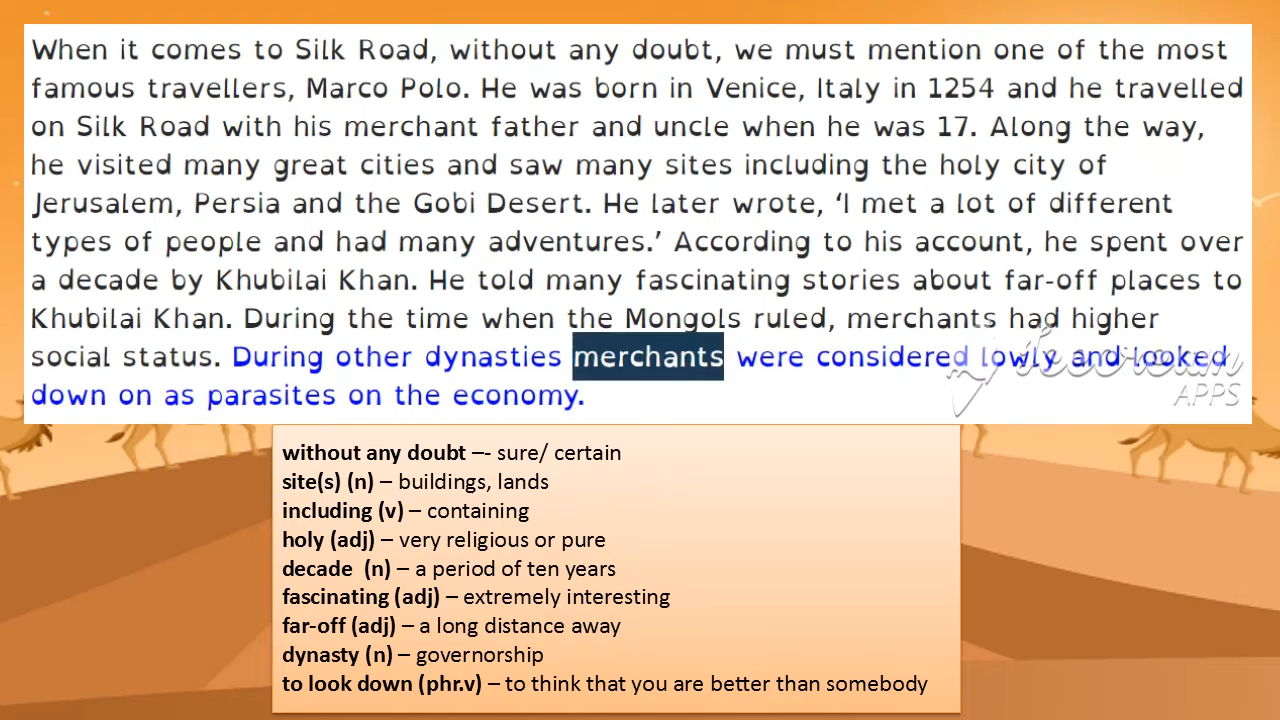 When it comes to Silk Road, without any doubt, we must mention one of the most
famous travellers, Marco Polo. He was born in Venice, Italy in 1254 and he travelled
on Silk Road with his merchant father and uncle when he was 17. Along the way,
he visited many great cities and saw many sites including the holy city of
Jerusalem, Persia and the Gobi Desert. He later wrote, ‘I met a lot of different
types of people and had many adventures.’ According to his account, he spent over
a decade by Khubilai Khan. He told many fascinating stories about far-off places to
Khubilai Khan. During the time when the Mongols ruled, merchants had higher
social status. During other dynasties merchants were considered lowly and looked
down on as parasites on the economy.
Icecream
APPS
without any doubt –- sure/ certain
site(s) (n) – buildings, lands
including (v) – containing
holy (adj) – very religious or pure
decade (n) – a period of ten years
fascinating (adj) – extremely interesting
far-off (adj) – a long distance away
dynasty (n) – governorship
to look down (phr.v) – to think that you are better than somebody